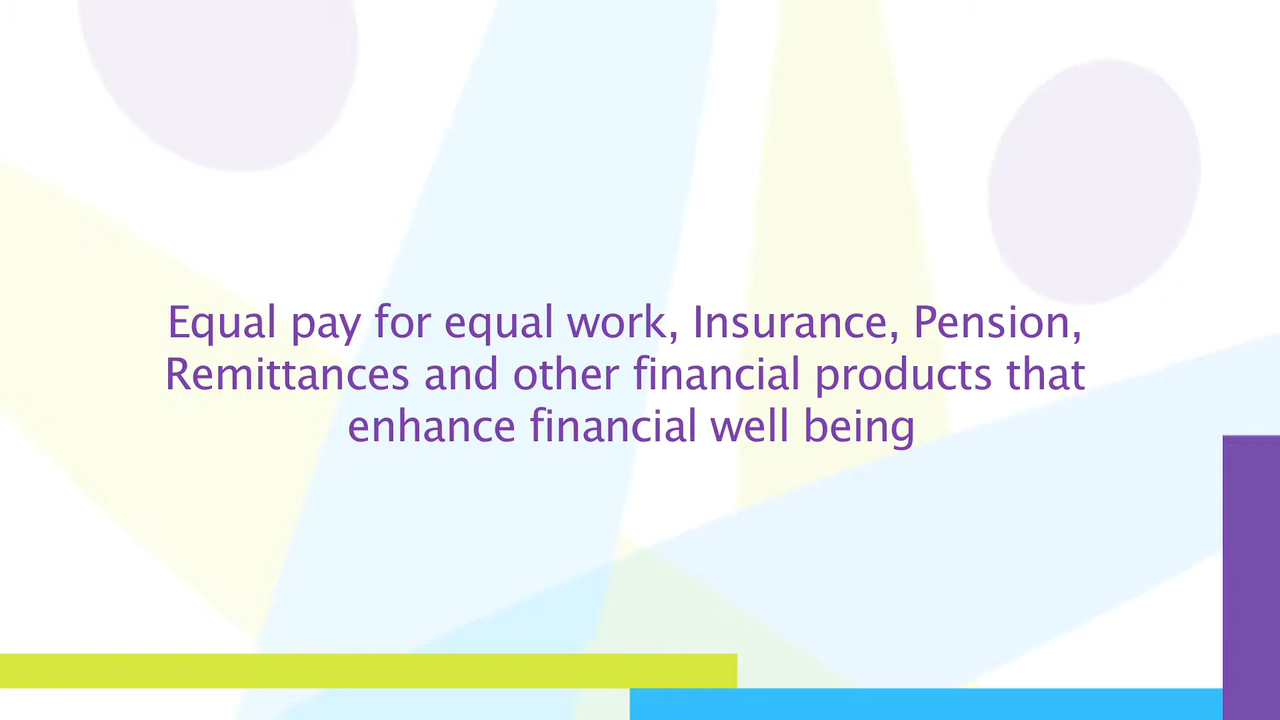 Equal pay for equal work, Insurance, Pension,
Remittances and other financial products that
enhance financial well being